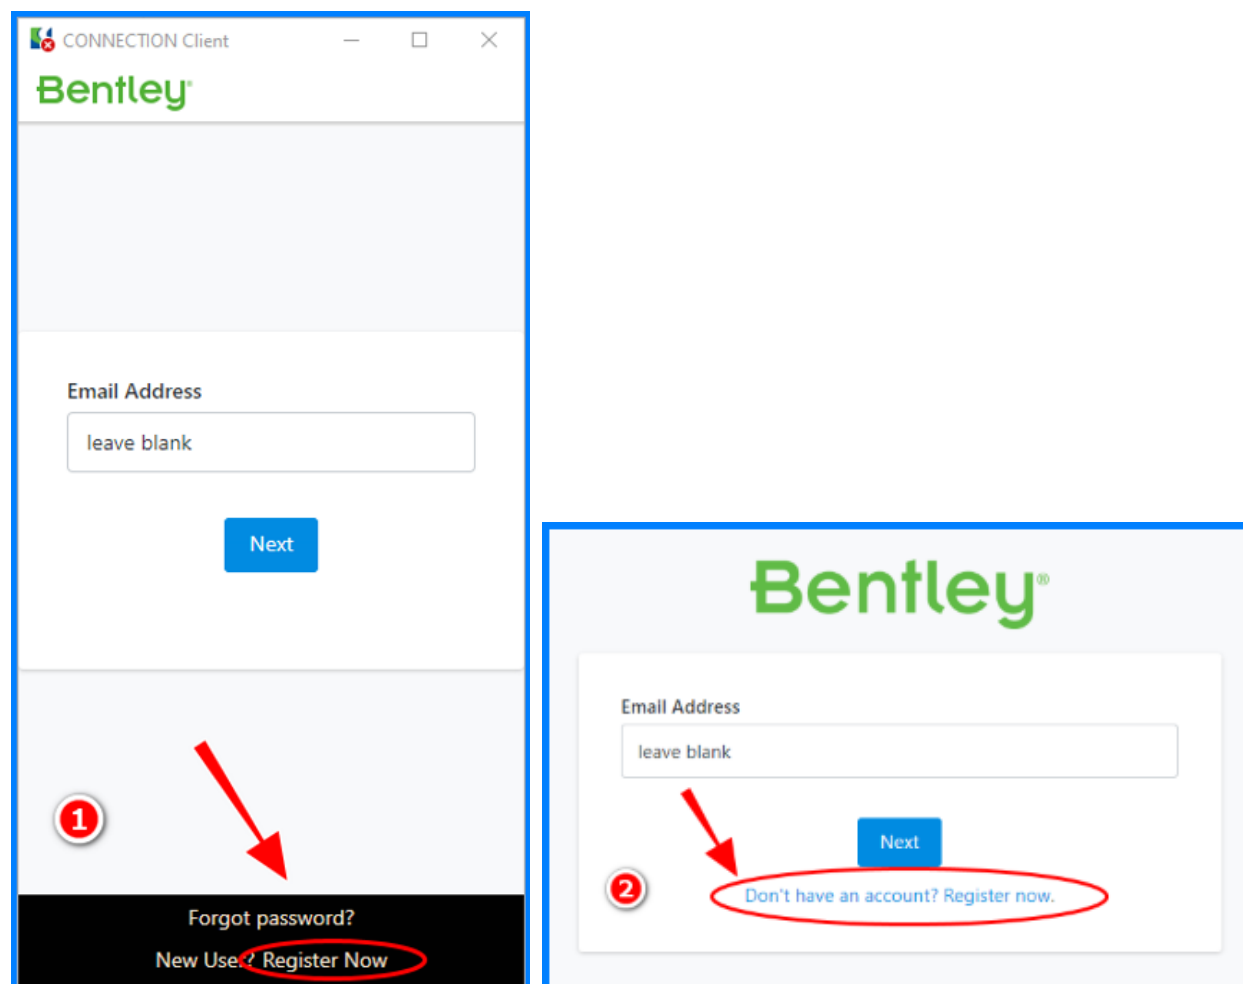 CONNECTION Client
Bentley®
Email Address
leave blank
Next
1
Forgot password?
New User? Register Now
Bentley®
Email Address
leave blank
Next
2
Don't have an account? Register now.